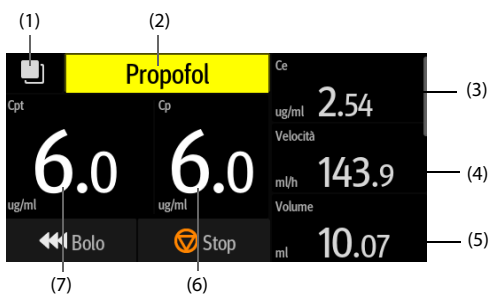 (1)
(2)
Propofol
Cpt
6.0
ug/ml
Cp
6.0
ug/ml
Ce
ug/ml 2.54
(3)
Velocità
ml/h 143.9
(4)
Volume
ml 10.07
(5)
Bolo
Stop
(7)
(6)